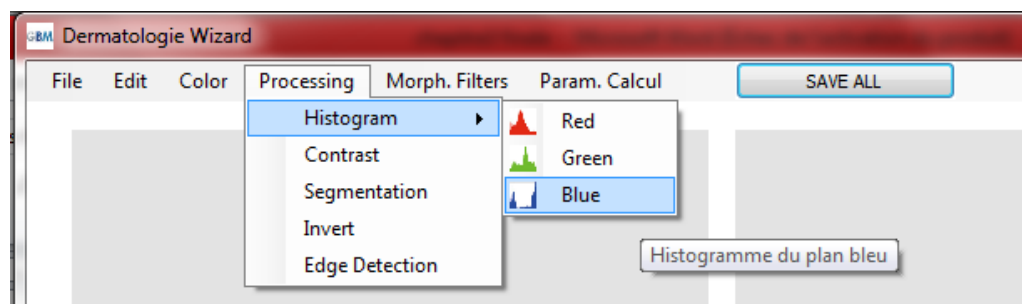 GBM Dermatologie Wizard
File Edit Color Processing Morph. Filters Param. Calcul SAVE ALL
Histogram Red
Contrast Green
Segmentation Blue
Invert
Histogramme du plan bleu
Edge Detection